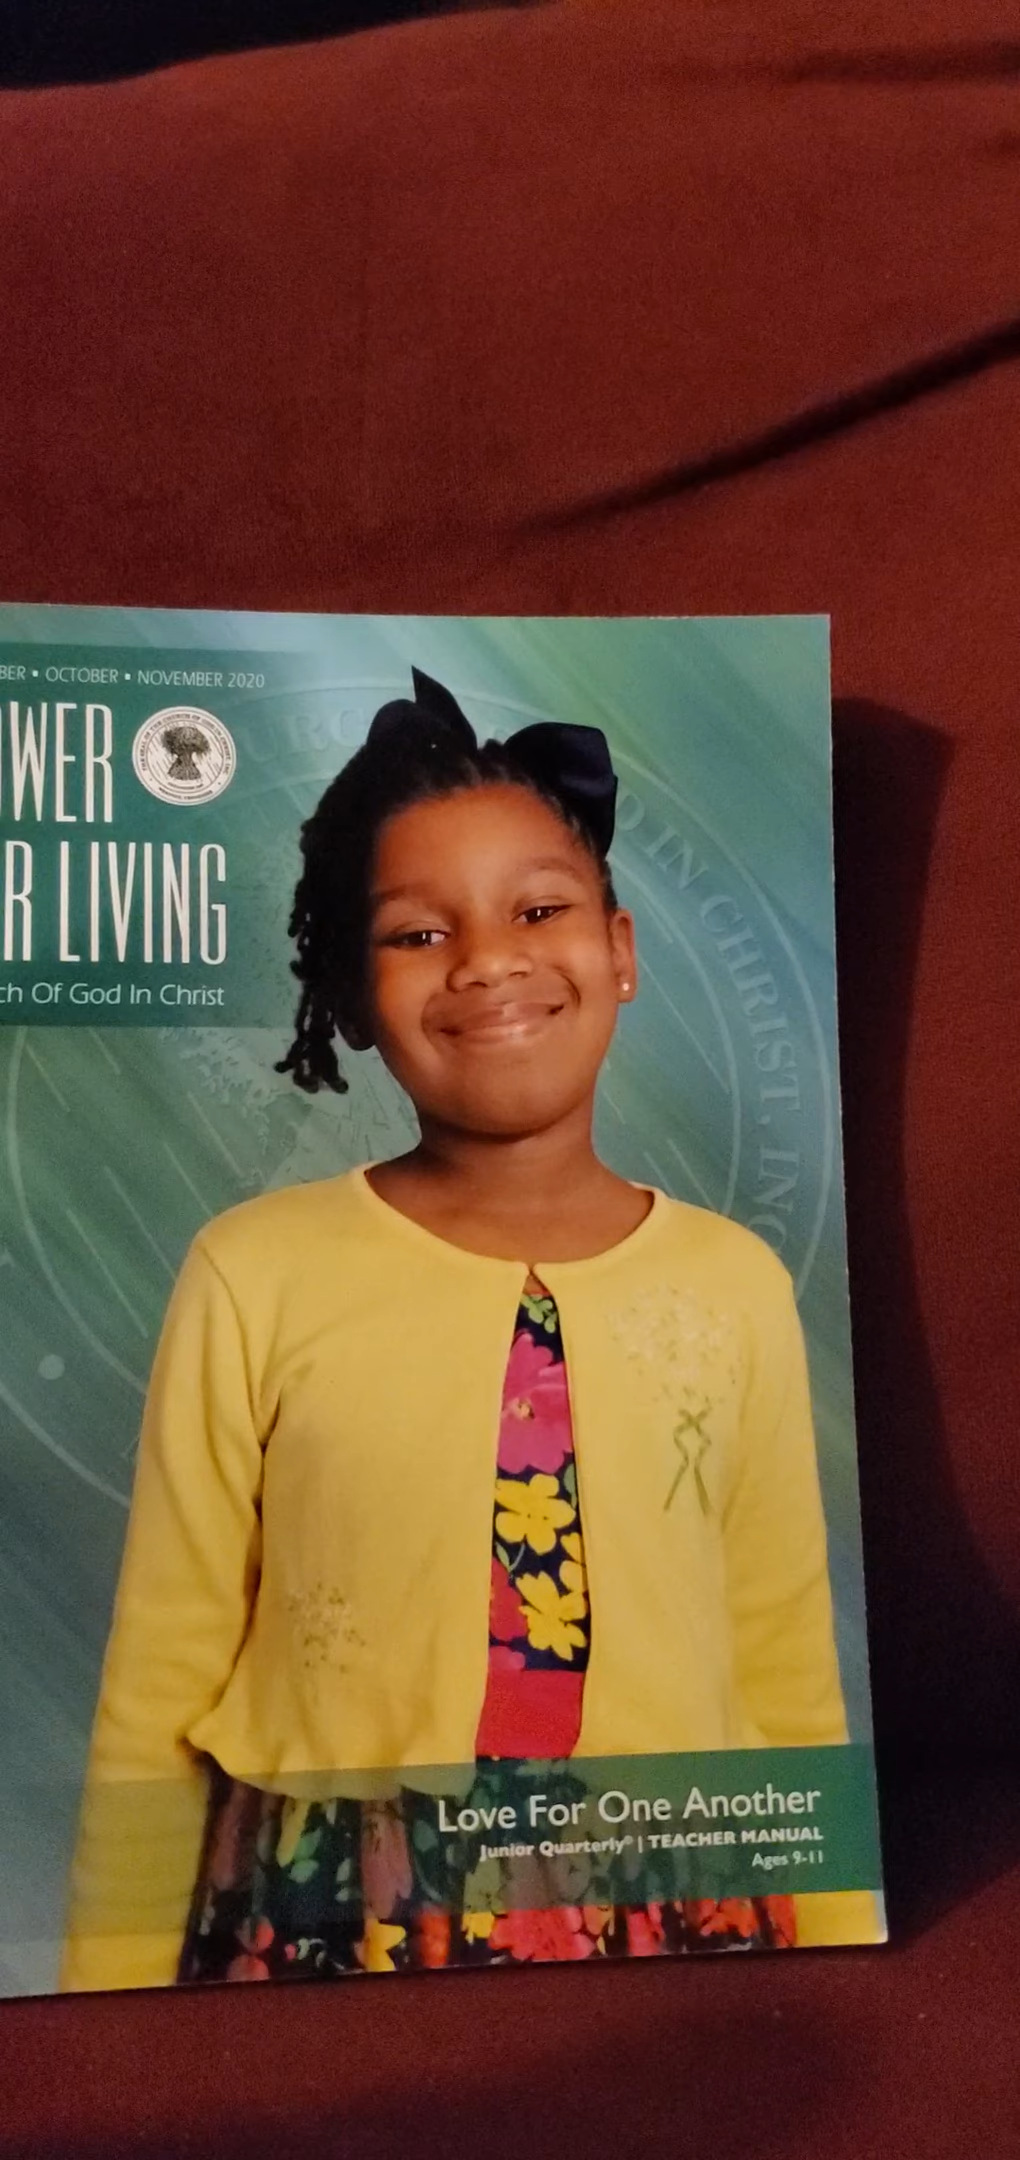 BER ▪ OCTOBER ▪ NOVEMBER 2020
OWER
R LIVING
ch Of God In Christ
URC
D IN CHRIST, INC
Love For One Another
Junior Quarterly® | TEACHER MANUAL
Ages 9-11